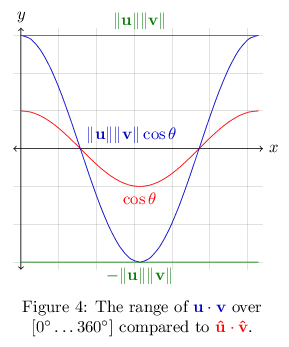 y
‖u‖‖v‖
‖u‖‖v‖ cos θ
x
cos θ
−‖u‖‖v‖
Figure 4: The range of u · v over
[0° … 360°] compared to û · v̂.